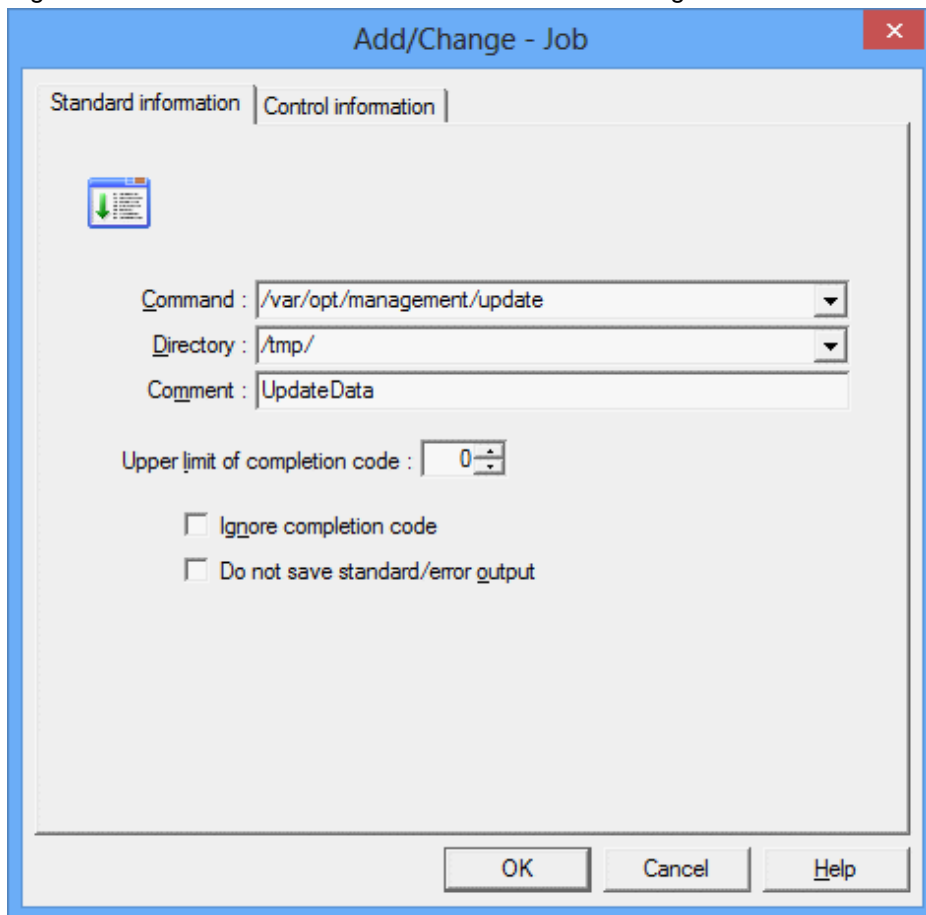 Add/Change - Job
Standard information
Control information
Command : /var/opt/management/update
Directory : /tmp/
Comment : UpdateData
Upper limit of completion code : 0
Ignore completion code
Do not save standard/error output
OK Cancel Help